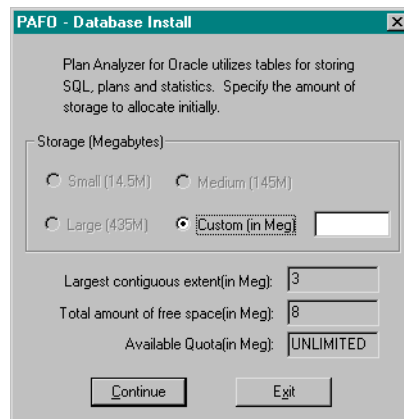 PAFO - Database Install
Plan Analyzer for Oracle utilizes tables for storing
SQL, plans and statistics. Specify the amount of
storage to allocate initially.
Storage (Megabytes)
Small (14.5M) Medium (145M)
Large (435M) Custom (in Meg)
Largest contiguous extent(in Meg): 3
Total amount of free space(in Meg): 8
Available Quota(in Meg): UNLIMITED
Continue Exit